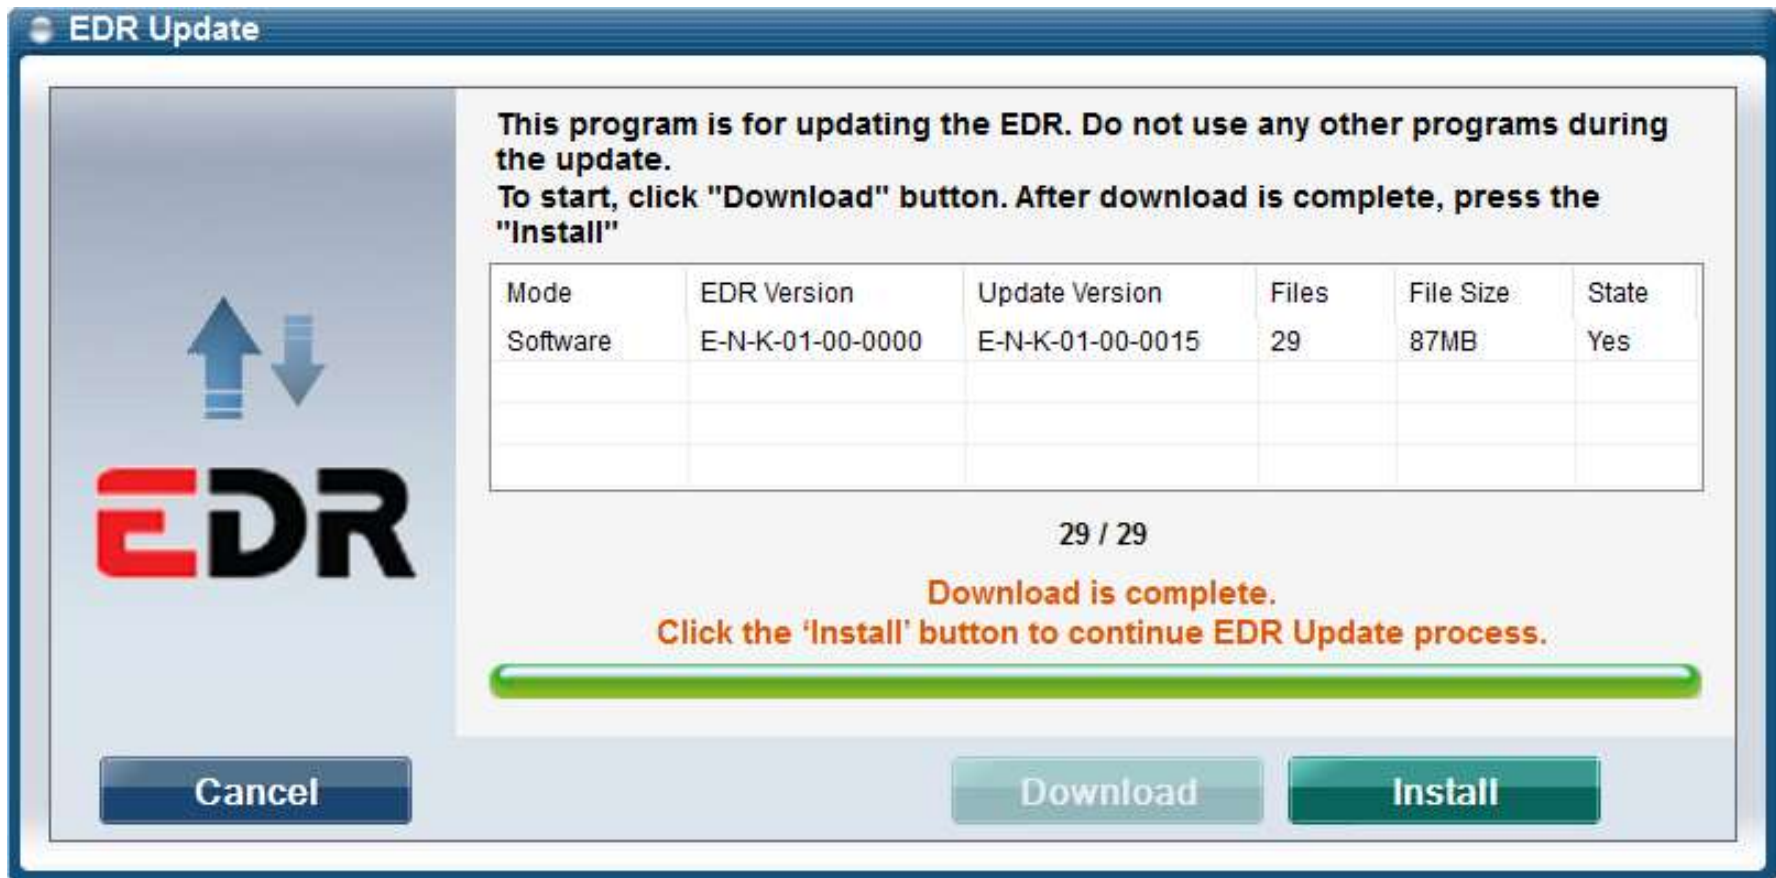 EDR Update
This program is for updating the EDR. Do not use any other programs during
the update.
To start, click "Download" button. After download is complete, press the
"Install"
Mode EDR Version Update Version Files File Size State
Software E-N-K-01-00-0000 E-N-K-01-00-0015 29 87MB Yes
EDR
29 / 29
Download is complete.
Click the ‘Install’ button to continue EDR Update process.
Cancel Download Install